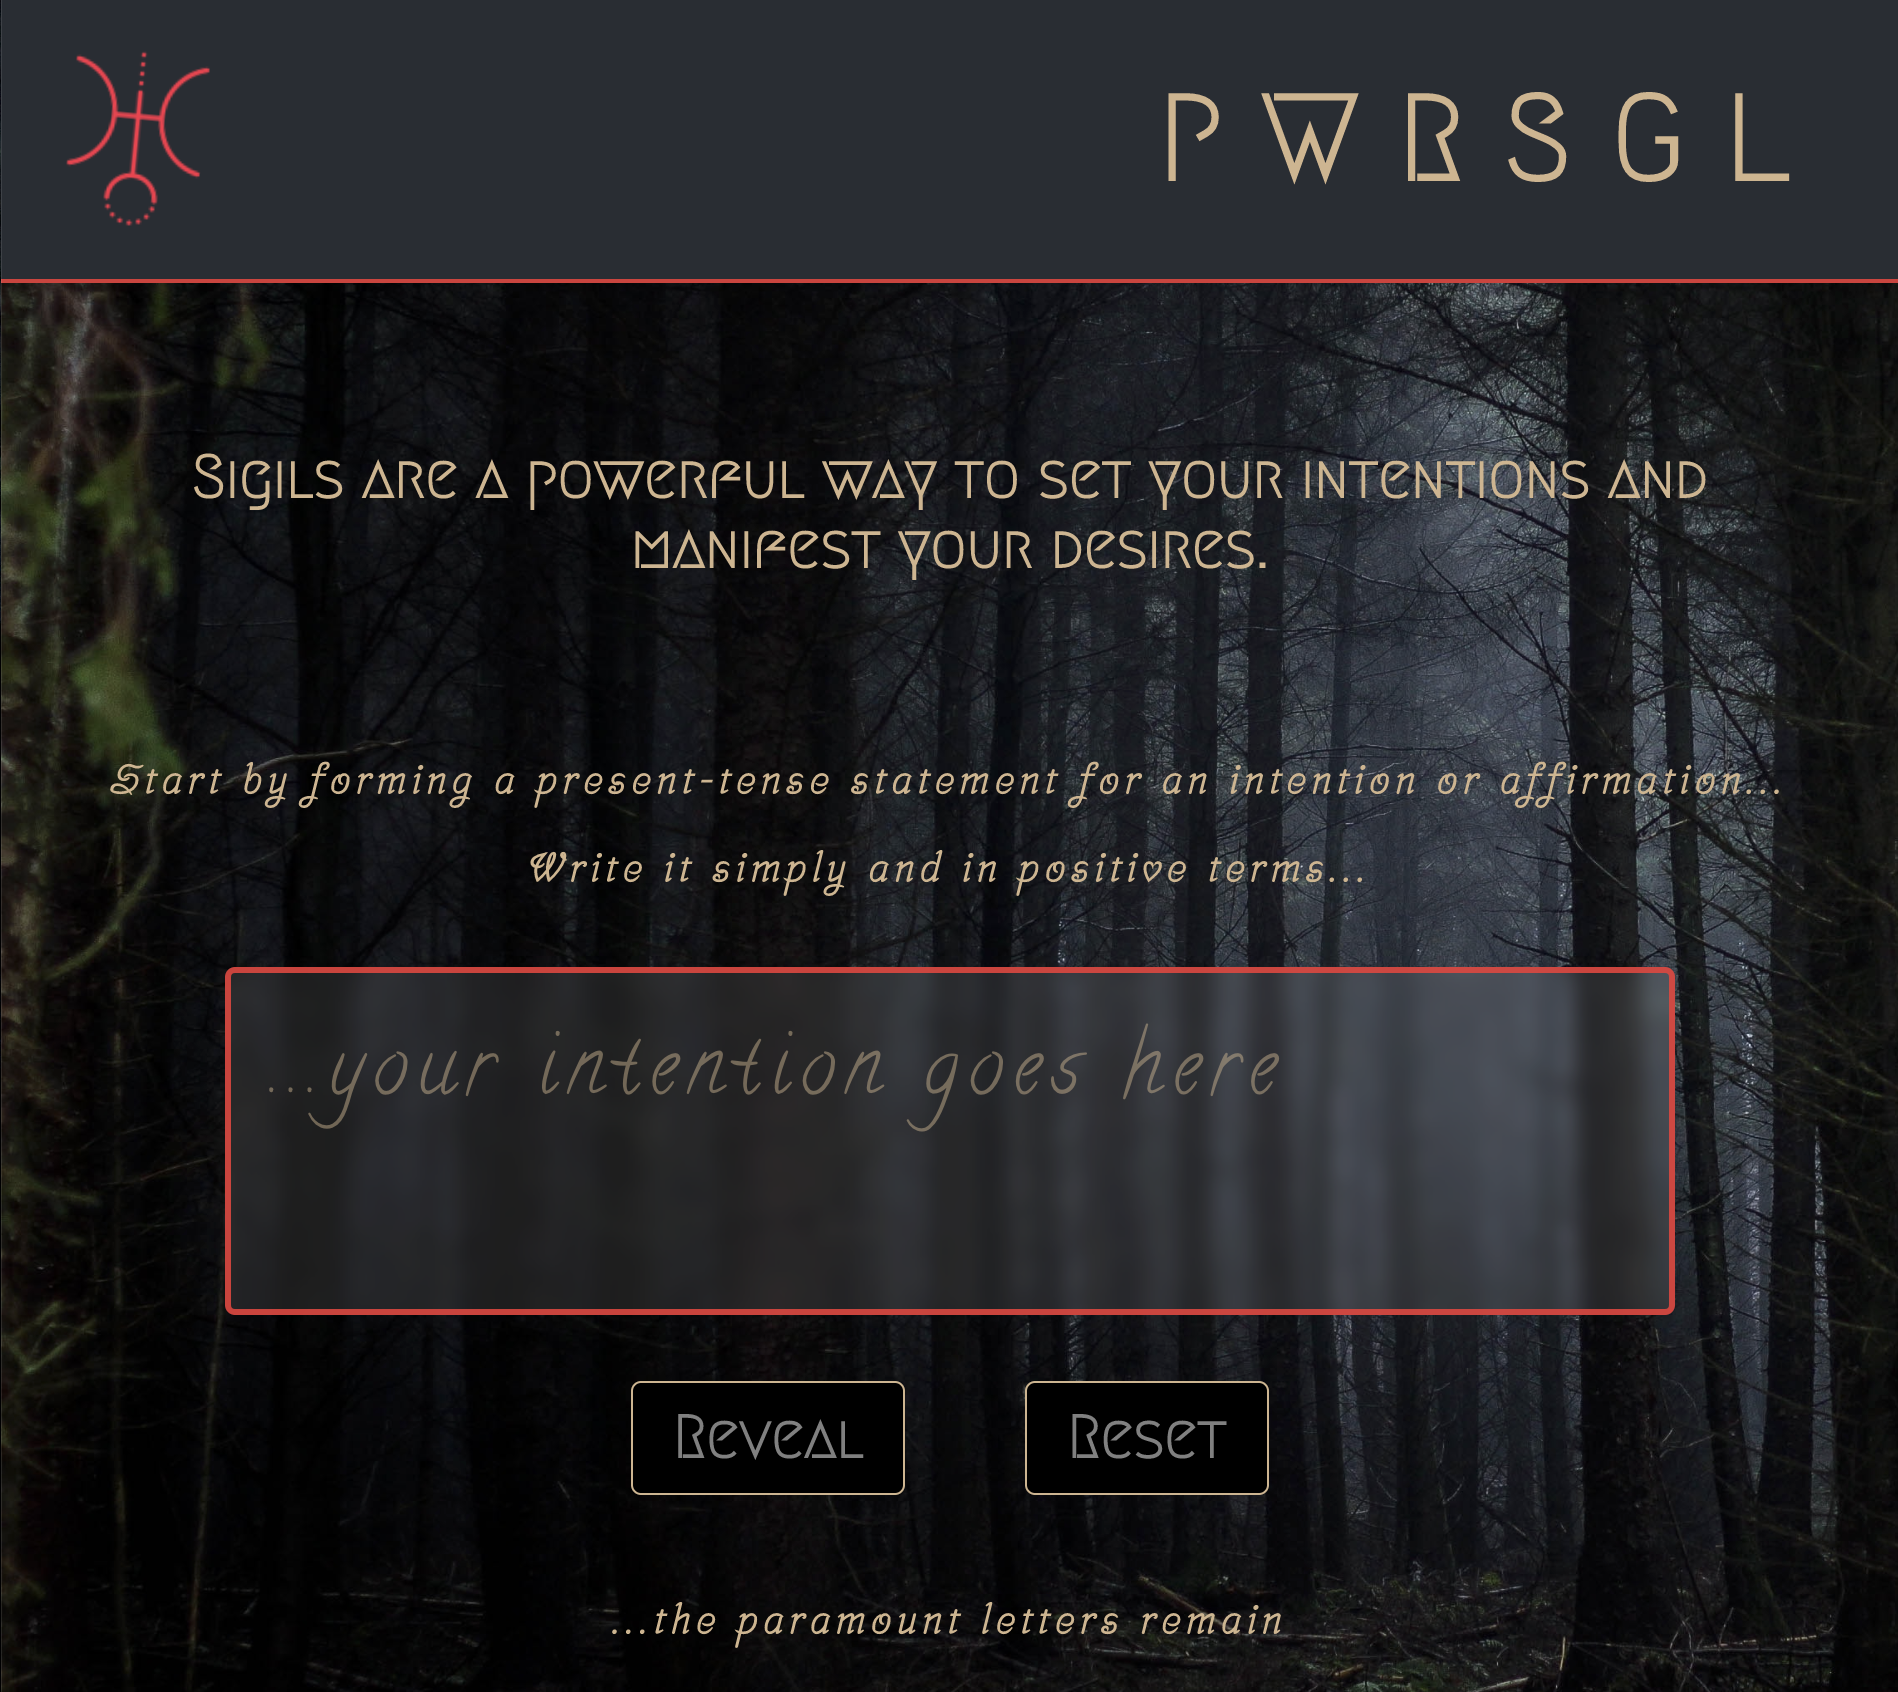 PWRSGL
Sigils are a powerful way to set your intentions and
manifest your desires.
Start by forming a present-tense statement for an intention or affirmation...
Write it simply and in positive terms...
...your intention goes here
Reveal
Reset
...the paramount letters remain